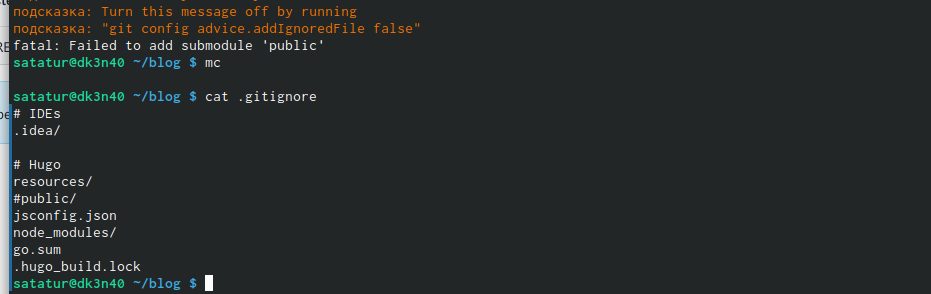 подсказка: Turn this message off by running
подсказка: "git config advice.addIgnoredFile false"
fatal: Failed to add submodule 'public'
satatur@dk3n40 ~/blog $ mc
satatur@dk3n40 ~/blog $ cat .gitignore
# IDEs
.idea/
# Hugo
resources/
#public/
jsconfig.json
node_modules/
go.sum
.hugo_build.lock
satatur@dk3n40 ~/blog $